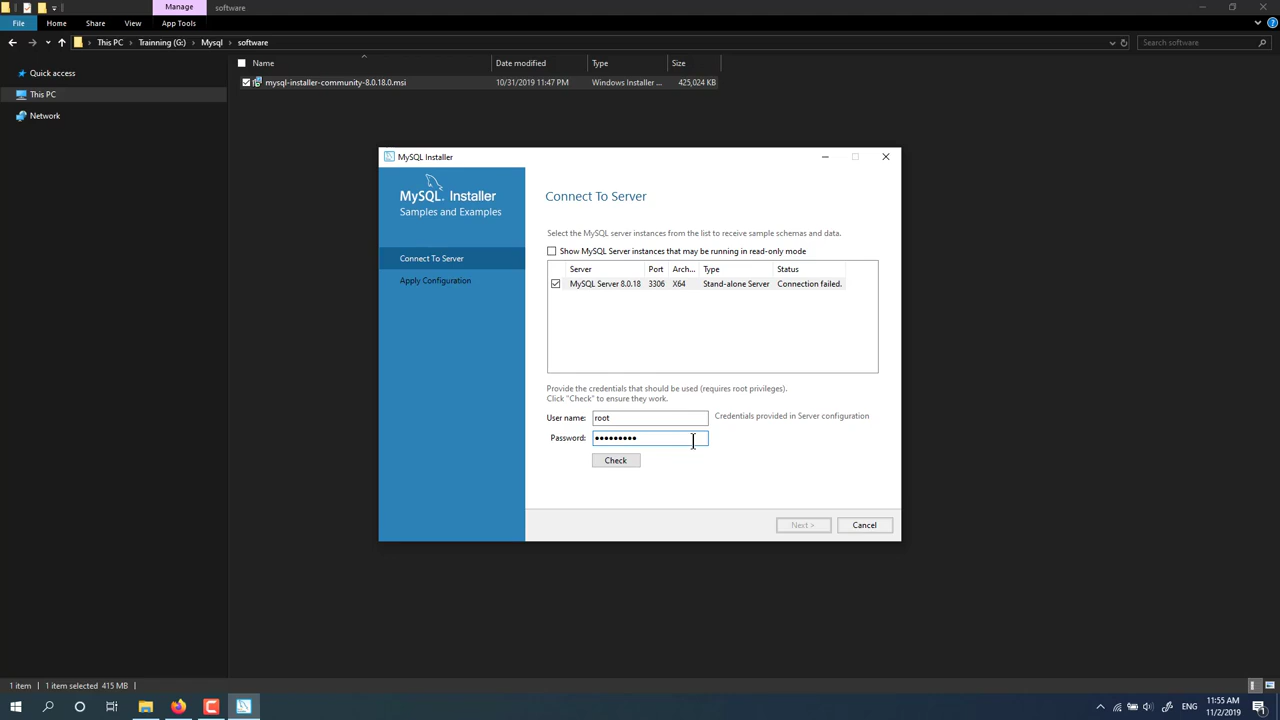 Manage
software
File
Home
Share
View
App Tools
This PC
Trainning (G:)
Mysql
software
Search software
Name
Date modified
Type
Size
Quick access
This PC
Network
mysql-installer-community-8.0.18.0.msi
10/31/2019 11:47 PM
Windows Installer ...
425,024 KB
MySQL Installer
MySQL. Installer
Samples and Examples
Connect To Server
Apply Configuration
Connect To Server
Select the MySQL server instances from the list to receive sample schemas and data.
Show MySQL Server instances that may be running in read-only mode
Server
Port
Arch...
Type
Status
MySQL Server 8.0.18
3306
X64
Stand-alone Server
Connection failed.
Provide the credentials that should be used (requires root privileges).
Click "Check" to ensure they work.
User name:
root
Credentials provided in Server configuration
Password:
•••••••••
Check
Next >
Cancel
1 item
1 item selected 415 MB
ENG
11:55 AM
11/2/2019